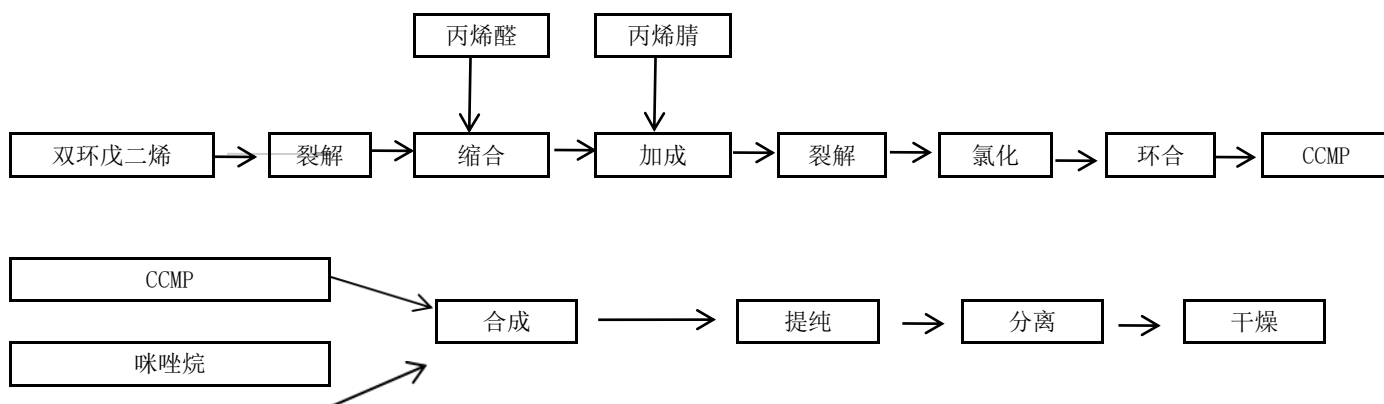 丙烯醛 丙烯腈
双环戊二烯 裂解 缩合 加成 裂解 氯化 环合 CCMP
CCMP
合成 提纯 分离 干燥
咪唑烷